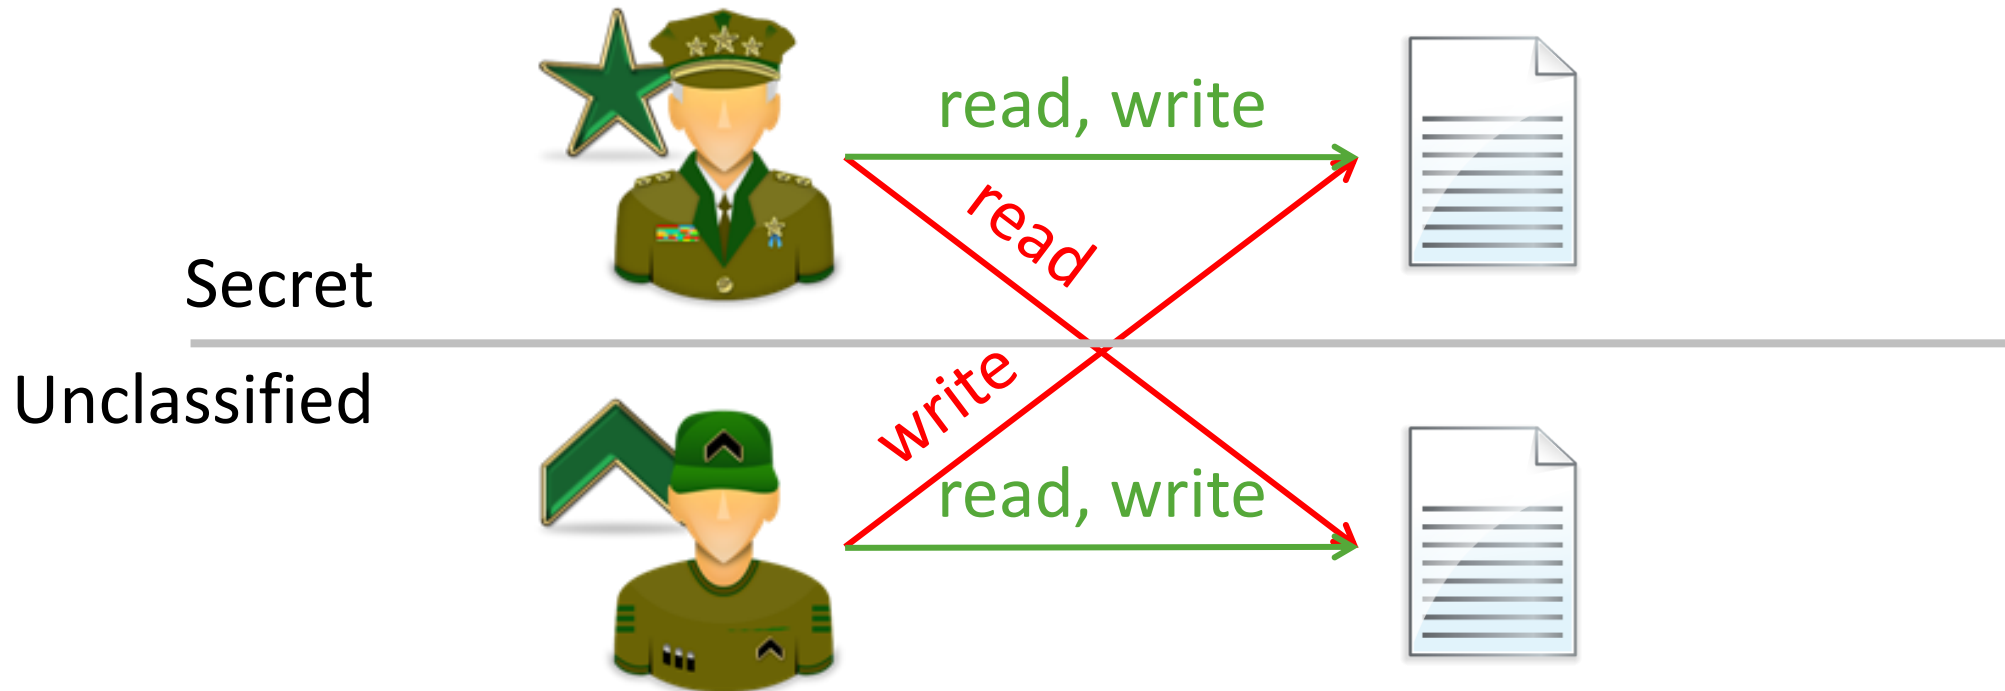 read, write
read
Secret
Unclassified
write
read, write